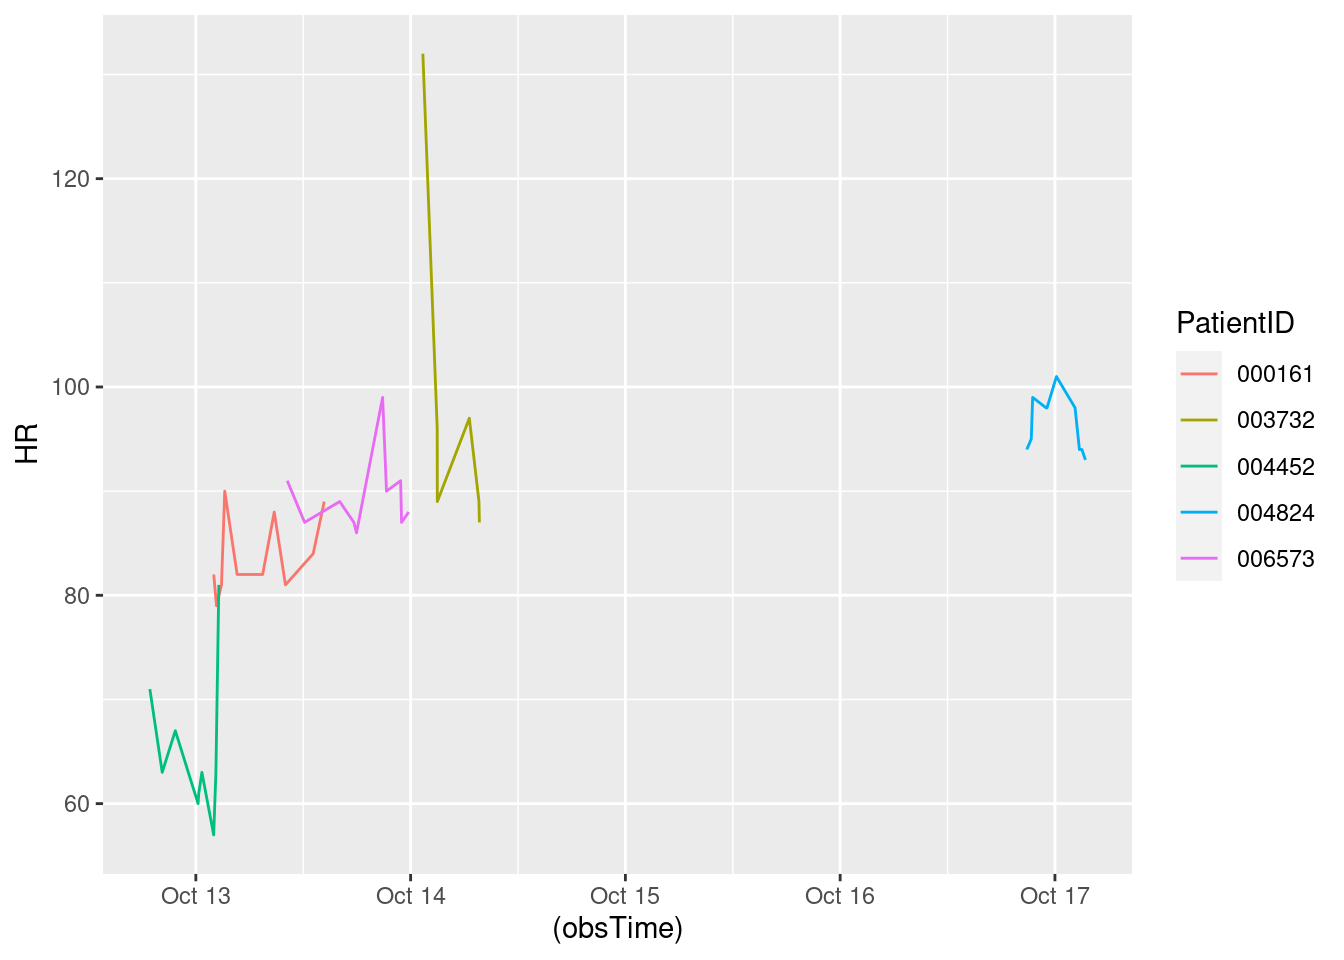 120
100
80
60
HR
Oct 13
Oct 14
Oct 15
Oct 16
Oct 17
(obsTime)
PatientID
000161
003732
004452
004824
006573